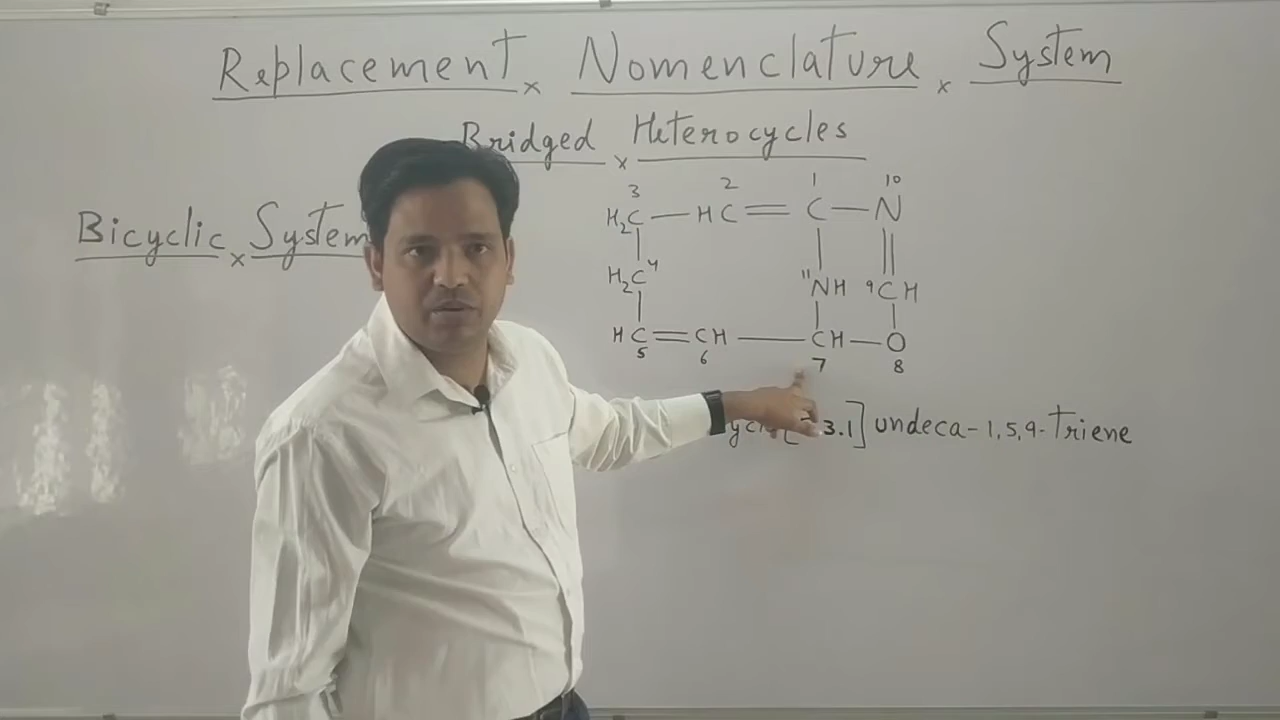 Replacement Nomenclature System
Bridged Heterocycles
Bicyclic System
3 2 1 10
H₂C — HC = C — N
H₂C⁴
¹¹NH ⁹CH
HC = CH — CH — O
5 6 7 8
3.1] undeca-1,5,9-Triene